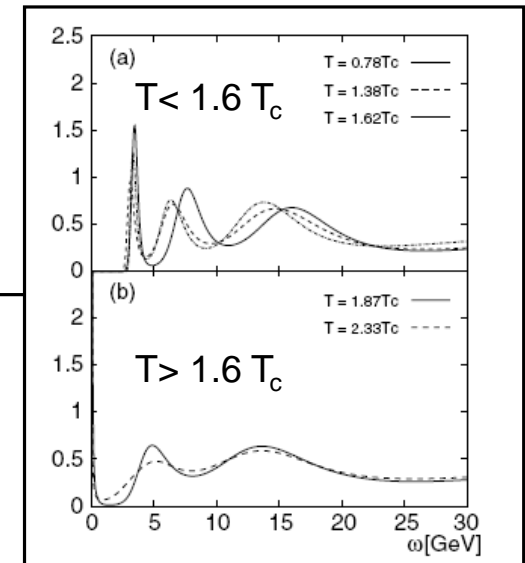 2.5
(a)
T = 0.78Tc
2
T< 1.6 Tc
T = 1.38Tc
1.5
T = 1.62Tc
1
0.5
0
(b)
T = 1.87Tc
2
T = 2.33Tc
1.5
T> 1.6 Tc
1
0.5
0
0 5 10 15 20 25 30
ω[GeV]